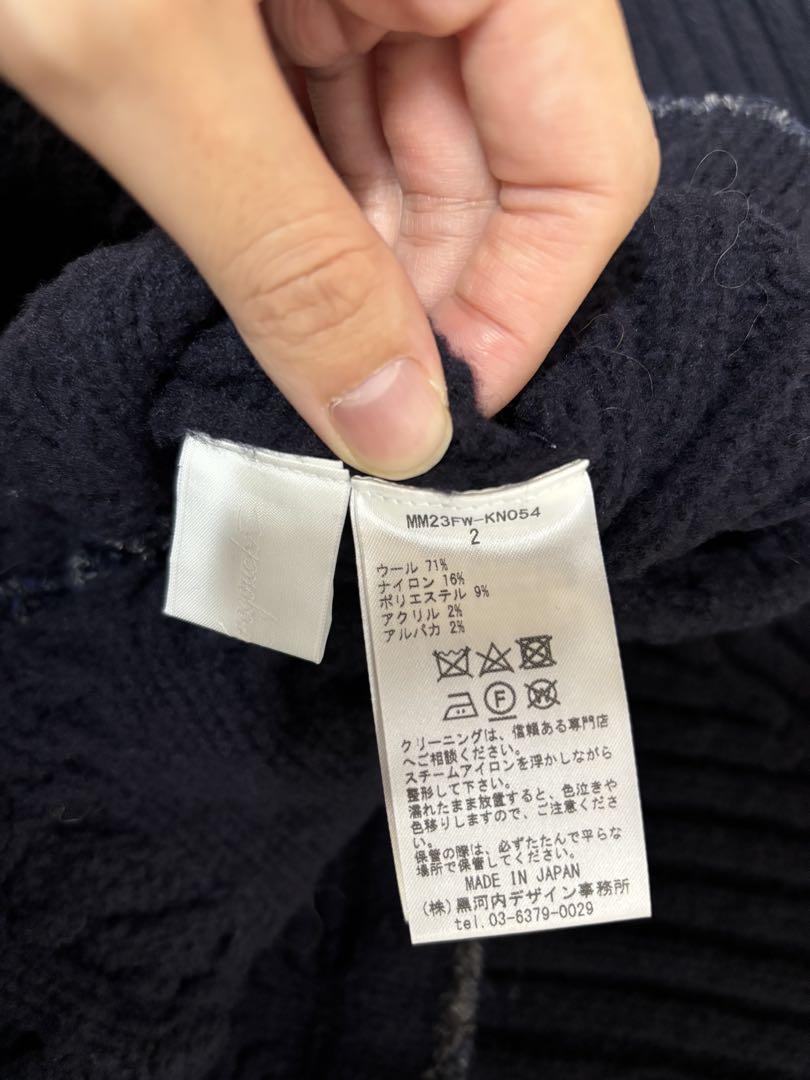 MM23FW-KN054
2
ウール 71%
ナイロン 16%
ポリエステル 9%
アクリル 2%
アルパカ 2%
F
W
クリーニングは、信頼ある専門店
へご相談ください。
スチームアイロンを浮かしながら
整形して下さい。
濡れたまま放置すると、色泣きや
色移りしますので、ご注意くださ
い。
保管の際は、必ずたたんで平らな
場所で保管してください。
MADE IN JAPAN
(株)黒河内デザイン事務所
tel.03-6379-0029